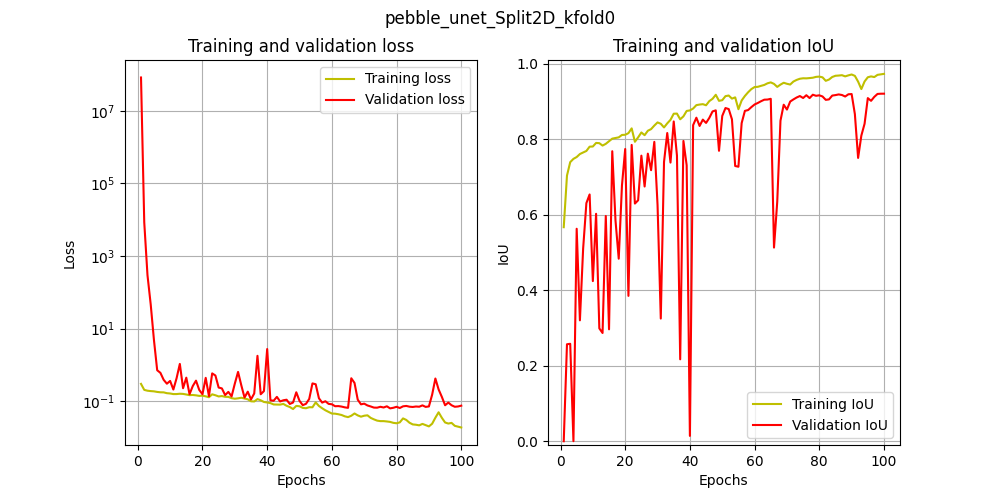 pebble_unet_Split2D_kfold0
Training and validation loss
Training loss
Validation loss
Loss
10^7
10^5
10^3
10^1
10^-1
0 20 40 60 80 100
Epochs
Training and validation IoU
Training IoU
Validation IoU
IoU
1.0
0.8
0.6
0.4
0.2
0.0
0 20 40 60 80 100
Epochs